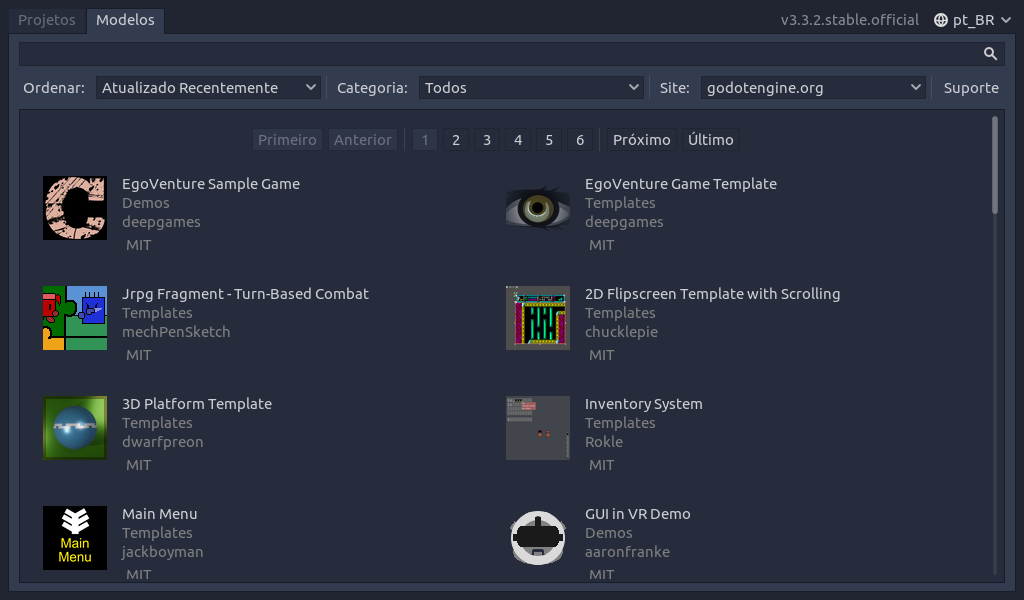 Projetos Modelos v3.3.2.stable.official pt_BR
Ordenar: Atualizado Recentemente Categoria: Todos Site: godotengine.org Suporte
Primeiro Anterior 1 2 3 4 5 6 Próximo Último
EgoVenture Sample Game
Demos
deepgames
MIT
EgoVenture Game Template
Templates
deepgames
MIT
Jrpg Fragment - Turn-Based Combat
Templates
mechPenSketch
MIT
2D Flipscreen Template with Scrolling
Templates
chucklepie
MIT
3D Platform Template
Templates
dwarfpreon
MIT
Inventory System
Templates
Rokle
MIT
Main
Menu
Main Menu
Templates
jackboyman
MIT
GUI in VR Demo
Demos
aaronfranke
MIT